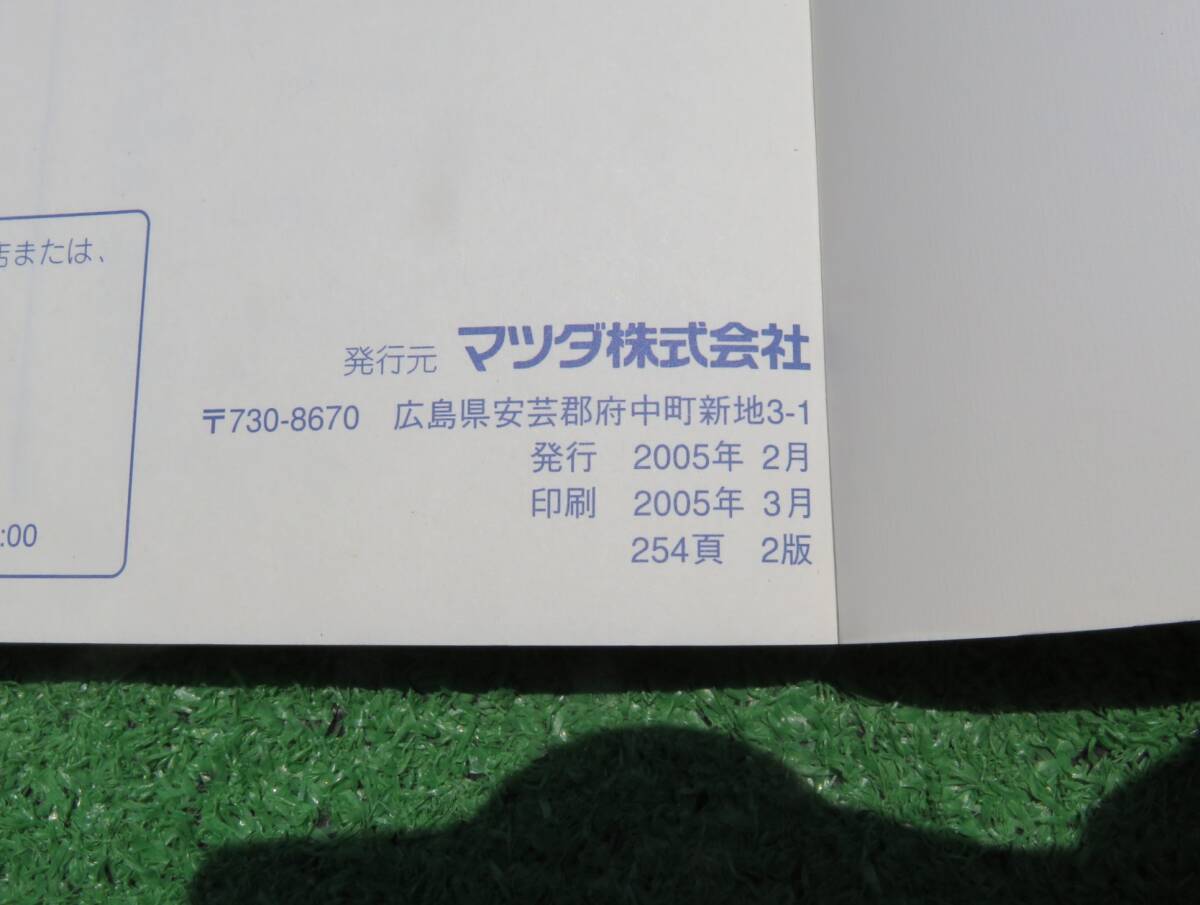 店または、
:00
発行元 マツダ株式会社
〒730-8670 広島県安芸郡府中町新地3-1
発行 2005年 2月
印刷 2005年 3月
254頁 2版